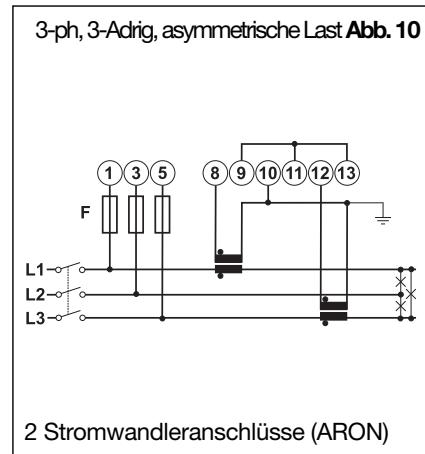 3-ph, 3-Adrig, asymmetrische Last Abb. 10
1 3 5 8 9 10 11 12 13
F
L1
L2
L3
2 Stromwandleranschlüsse (ARON)